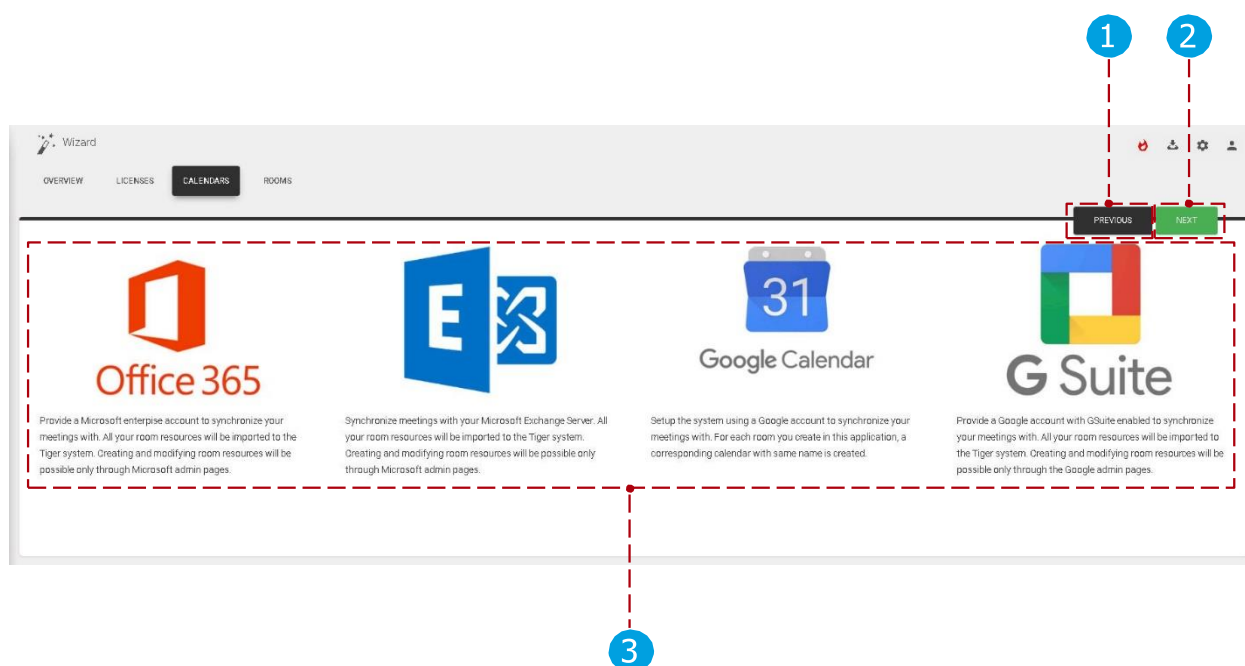 1 2
Wizard
OVERVIEW LICENSES CALENDARS ROOMS
PREVIOUS NEXT
Office 365
E
31
Google Calendar
G Suite
Provide a Microsoft enterpise account to synchronize your
meetings with. All your room resources will be imported to the
Tiger system. Creating and modifying room resources will be
possible only through Microsoft admin pages.
Synchronize meetings with your Microsoft Exchange Server. All
your room resources will be imported to the Tiger system.
Creating and modifying room resources will be possible only
through Microsoft admin pages.
Setup the system using a Google account to synchronize your
meetings with. For each room you create in this application, a
corresponding calendar with same name is created.
Provide a Google account with GSuite enabled to synchronize
your meetings with. All your room resources will be imported to
the Tiger system. Creating and modifying room resources will be
possible only through the Google admin pages.
3